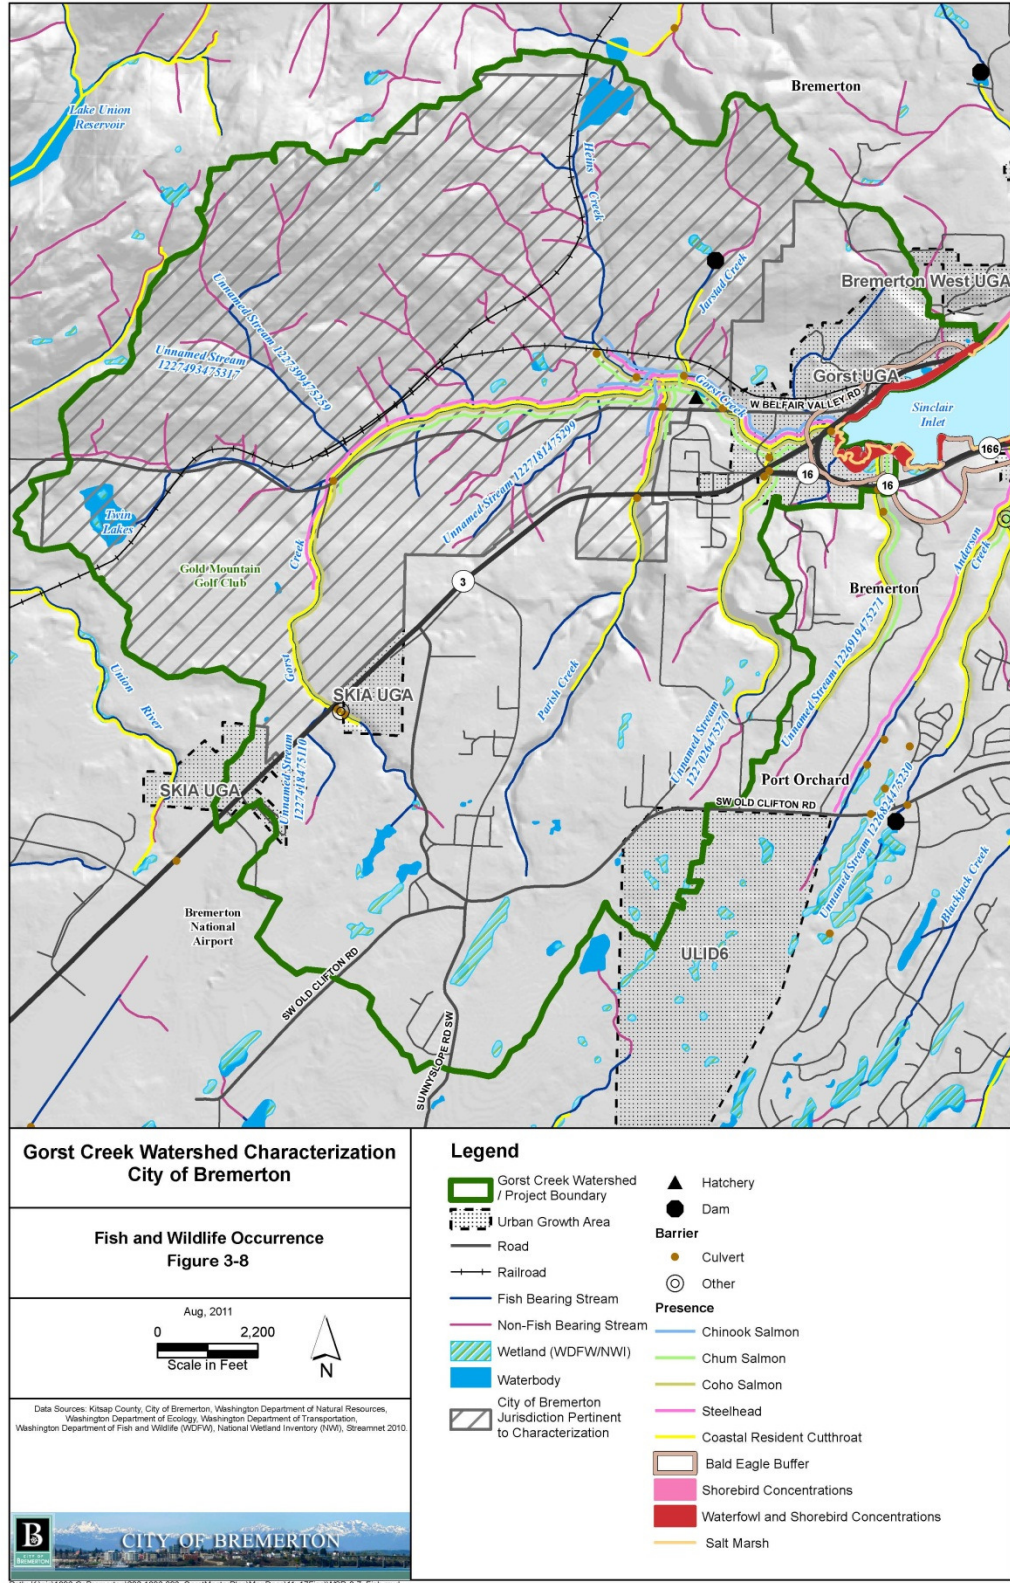 Bremerton
Lake Union
Reservoir
Heins
Creek
Jarstad Creek
Bremerton West UGA
Unnamed Stream
1227493475317
Unnamed Stream 1227399475259
Gorst UGA
Gorst Creek
W BELFAIR VALLEY RD
Sinclair
Inlet
166
16
16
Unnamed Stream 1227181475299
Twin
Lakes
Creek
Gold Mountain
Golf Club
3
Anderson
Creek
Bremerton
Union
River
Gorst
SKIA UGA
Parish Creek
Unnamed Stream
1227026475270
Unnamed Stream 1226919475271
SKIA UGA
Unnamed Stream
1227418475110
Port Orchard
SW OLD CLIFTON RD
Unnamed Stream 1226824475230
Blackjack Creek
Bremerton
National
Airport
SW OLD CLIFTON RD
SUNNYSLOPE RD SW
ULID6
Gorst Creek Watershed Characterization
City of Bremerton
Fish and Wildlife Occurrence
Figure 3-8
Aug, 2011
0 2,200
Scale in Feet
N
Data Sources: Kitsap County, City of Bremerton, Washington Department of Natural Resources,
Washington Department of Ecology, Washington Department of Transportation,
Washington Department of Fish and Wildlife (WDFW), National Wetland Inventory (NWI), Streamnet 2010.
B
CITY OF
BREMERTON
CITY OF BREMERTON
Legend
Gorst Creek Watershed
/ Project Boundary
Urban Growth Area
Road
Railroad
Fish Bearing Stream
Non-Fish Bearing Stream
Wetland (WDFW/NWI)
Waterbody
City of Bremerton
Jurisdiction Pertinent
to Characterization
Hatchery
Dam
Barrier
Culvert
Other
Presence
Chinook Salmon
Chum Salmon
Coho Salmon
Steelhead
Coastal Resident Cutthroat
Bald Eagle Buffer
Shorebird Concentrations
Waterfowl and Shorebird Concentrations
Salt Marsh